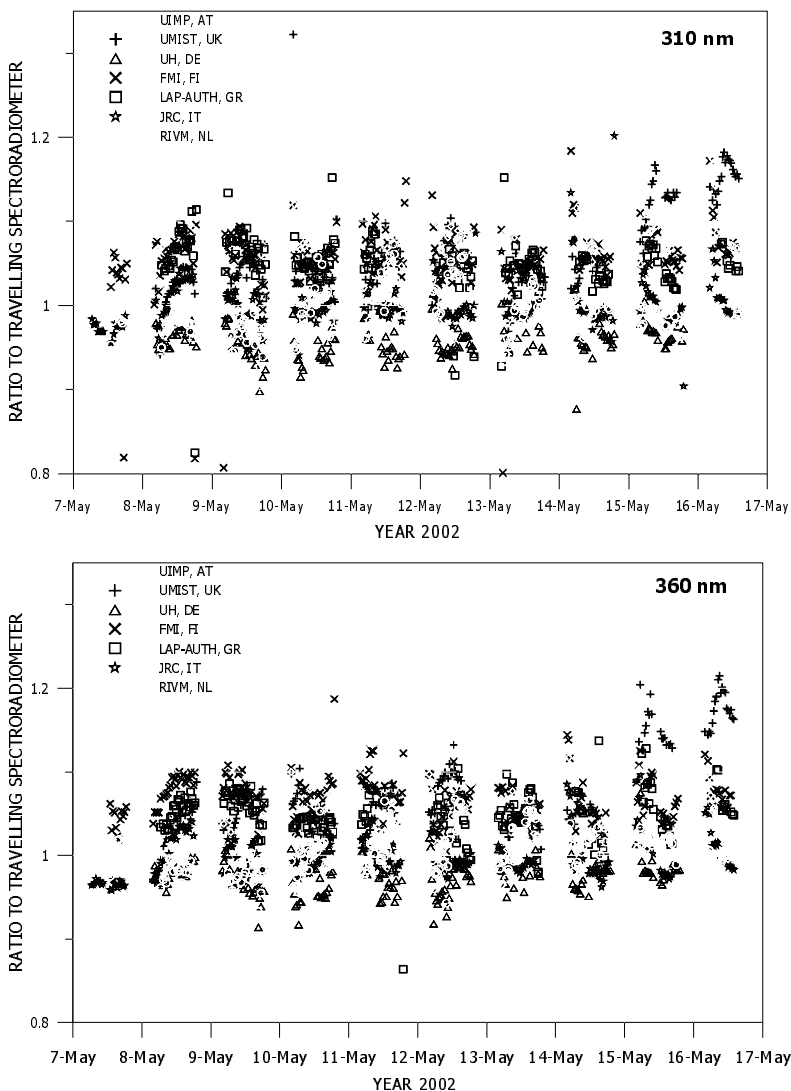 UIMP, AT
UMIST, UK
UH, DE
FMI, FI
LAP-AUTH, GR
JRC, IT
RIVM, NL
310 nm
RATIO TO TRAVELLING SPECTRORADIOMETER
1.2
1
0.8
7-May 8-May 9-May 10-May 11-May 12-May 13-May 14-May 15-May 16-May 17-May
YEAR 2002
UIMP, AT
UMIST, UK
UH, DE
FMI, FI
LAP-AUTH, GR
JRC, IT
RIVM, NL
360 nm
RATIO TO TRAVELLING SPECTRORADIOMETER
1.2
1
0.8
7-May 8-May 9-May 10-May 11-May 12-May 13-May 14-May 15-May 16-May 17-May
YEAR 2002